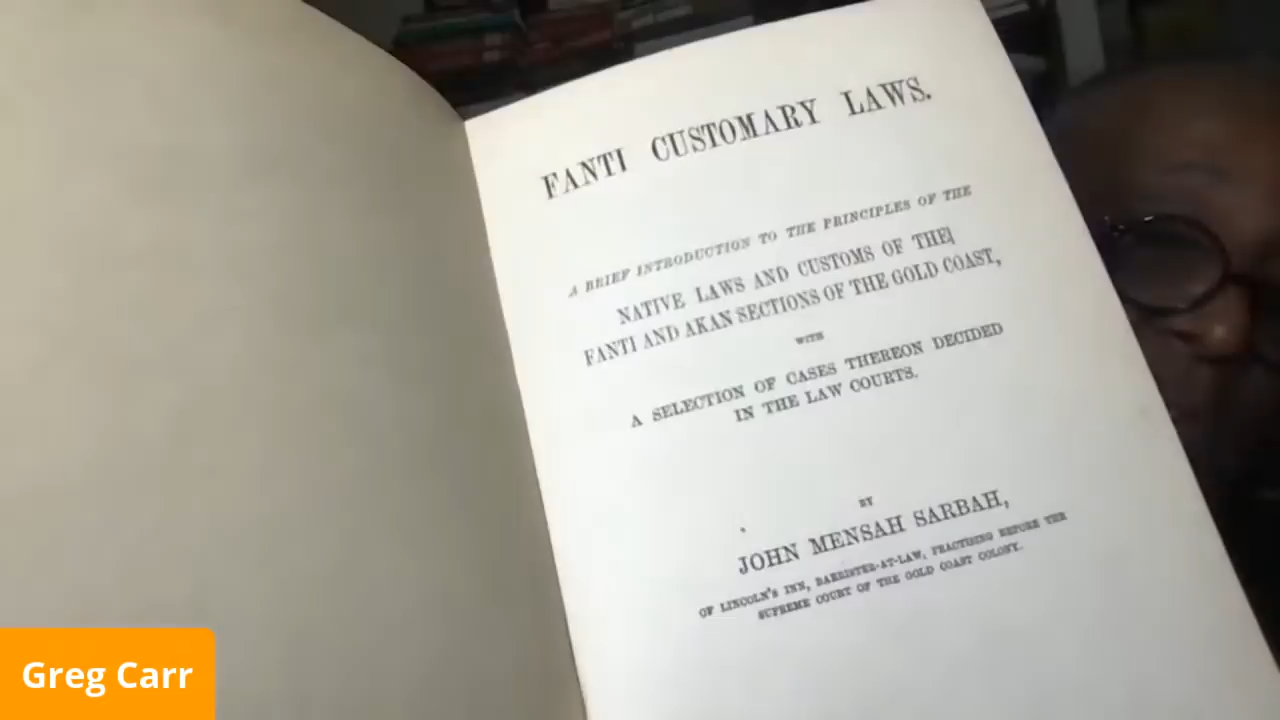 FANTI CUSTOMARY LAWS.
A BRIEF INTRODUCTION TO THE PRINCIPLES OF THE
NATIVE LAWS AND CUSTOMS OF THE
FANTI AND AKAN SECTIONS OF THE GOLD COAST,
WITH
A SELECTION OF CASES THEREON DECIDED
IN THE LAW COURTS.
BY
JOHN MENSAH SARBAH,
OF LINCOLN'S INN, BARRISTER-AT-LAW, PRACTISING BEFORE THE
SUPREME COURT OF THE GOLD COAST COLONY.
Greg Carr